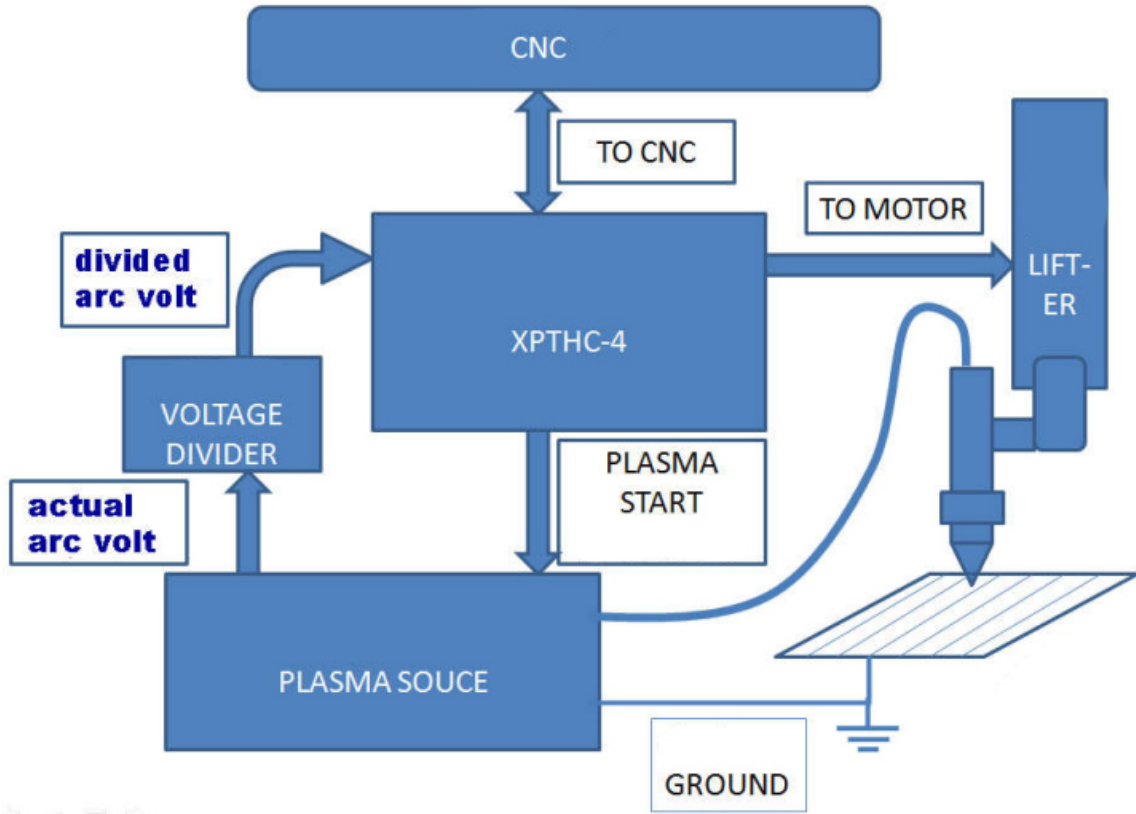 CNC
TO CNC
TO MOTOR
divided
arc volt
LIFT-
ER
XPTHC-4
VOLTAGE
DIVIDER
PLASMA
START
actual
arc volt
PLASMA SOUCE
GROUND